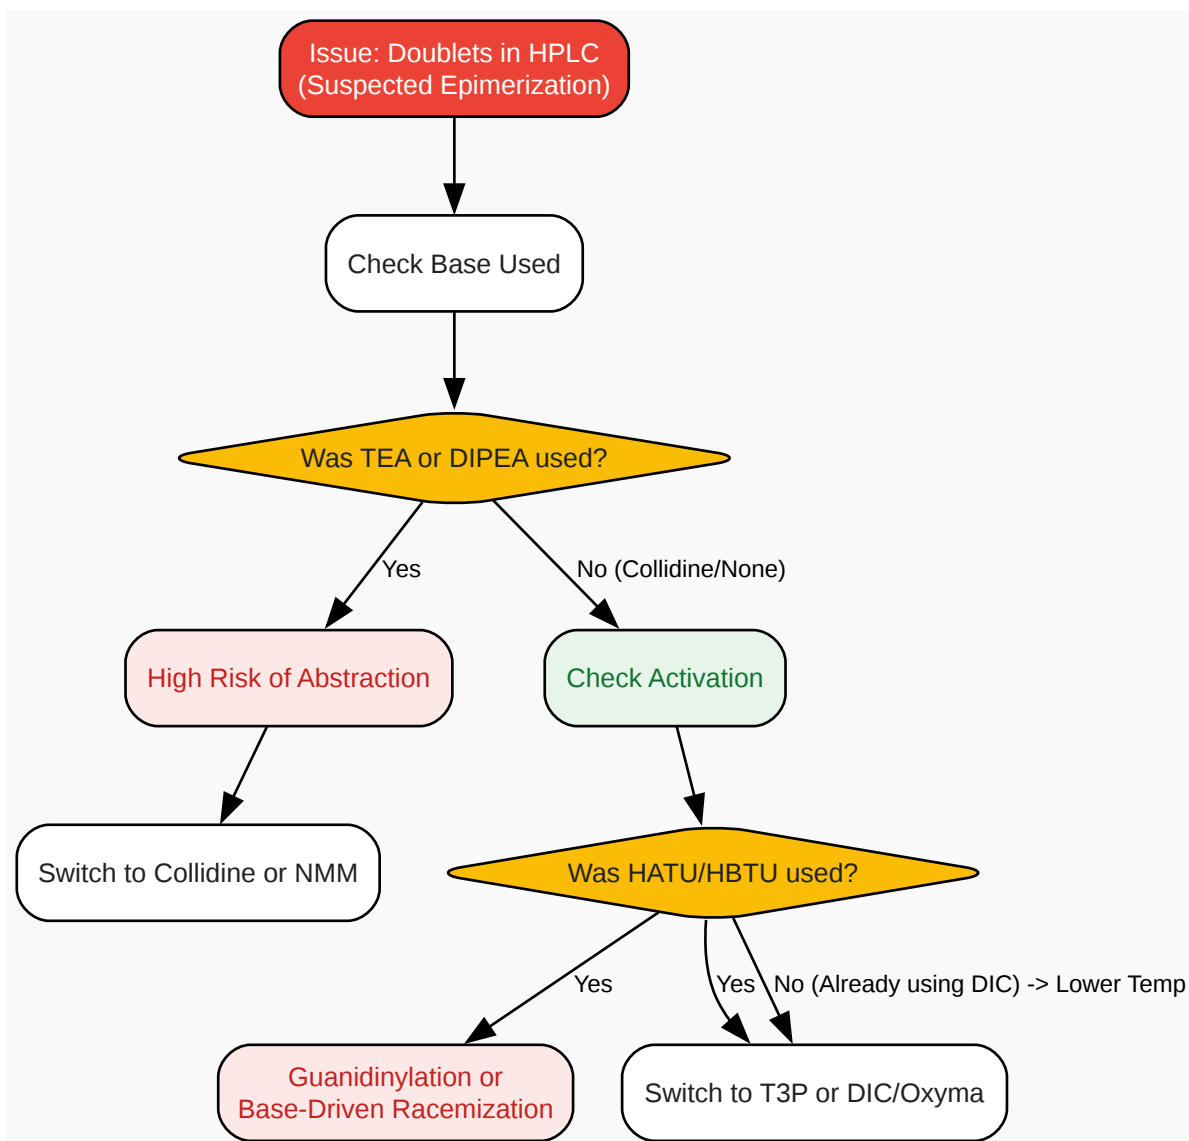 Issue: Doublets in HPLC
(Suspected Epimerization)
Check Base Used
Was TEA or DIPEA used?
Yes
No (Collidine/None)
High Risk of Abstraction
Check Activation
Switch to Collidine or NMM
Was HATU/HBTU used?
Yes
Yes
No (Already using DIC) -> Lower Temp
Guanidinylation or
Base-Driven Racemization
Switch to T3P or DIC/Oxyma